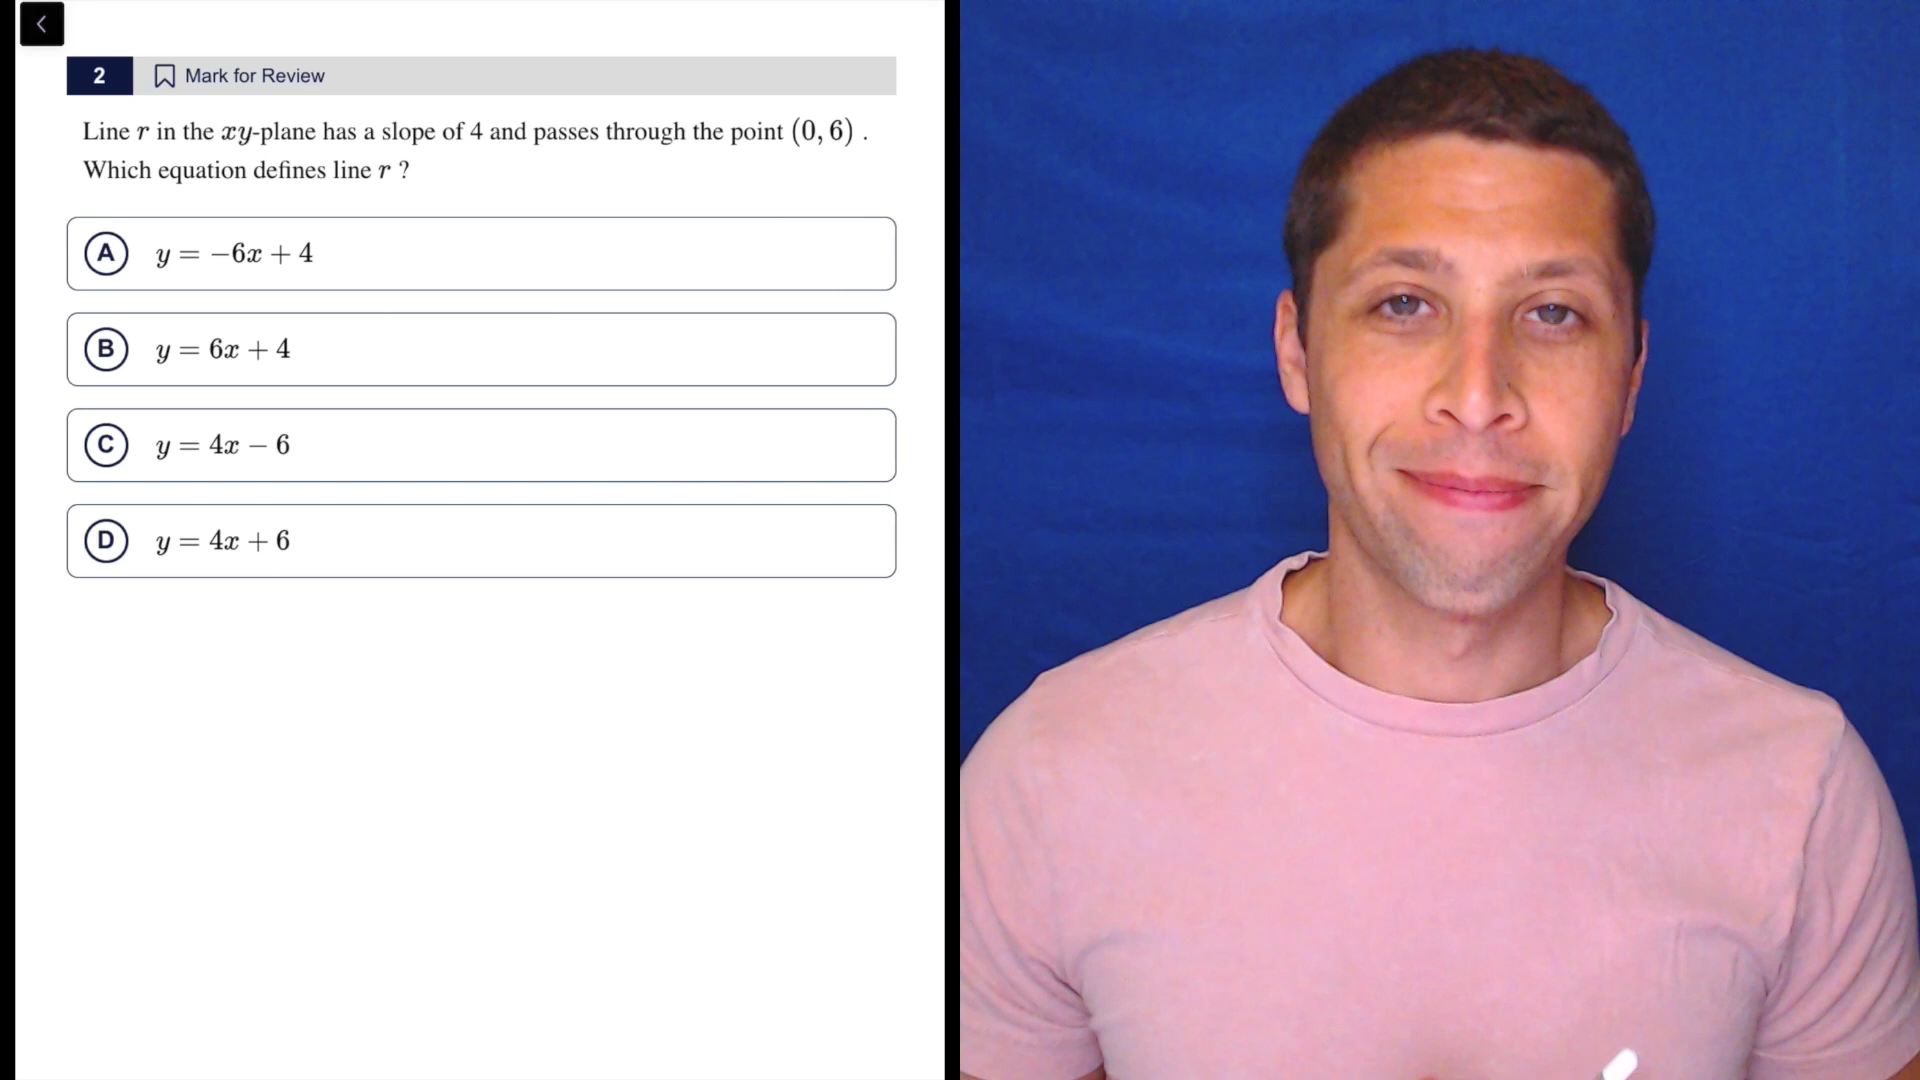 2 Mark for Review
Line r in the xy-plane has a slope of 4 and passes through the point (0, 6) .
Which equation defines line r ?
A y = −6x + 4
B y = 6x + 4
C y = 4x − 6
D y = 4x + 6